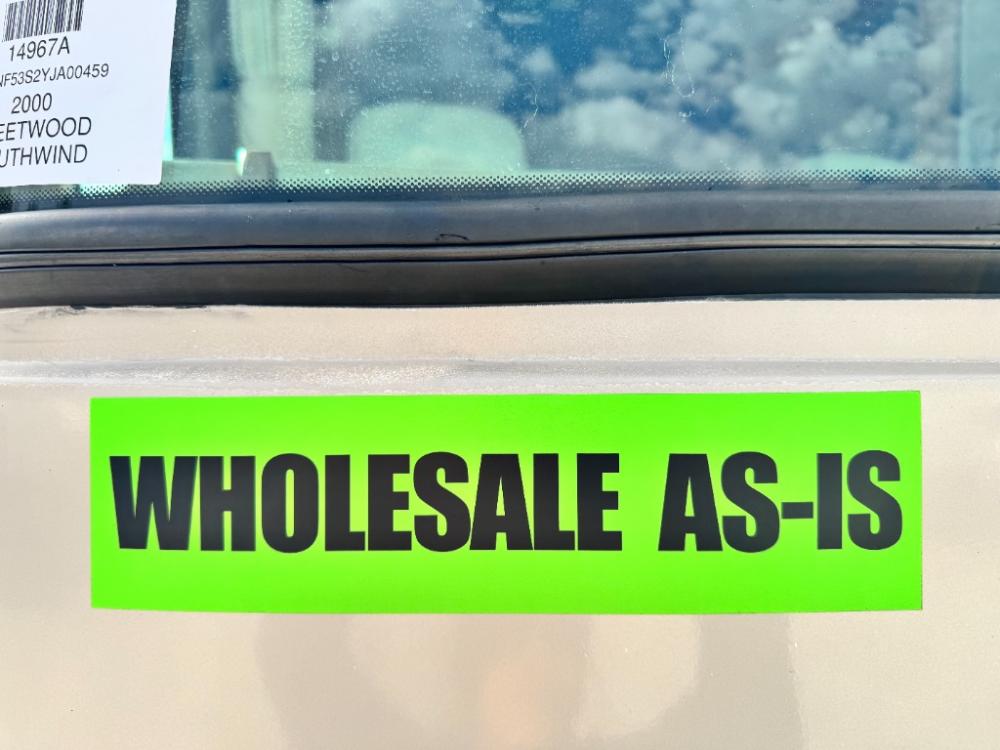 14967A
NF53S2YJA00459
2000
EETWOOD
UTHWIND
WHOLESALE AS-IS